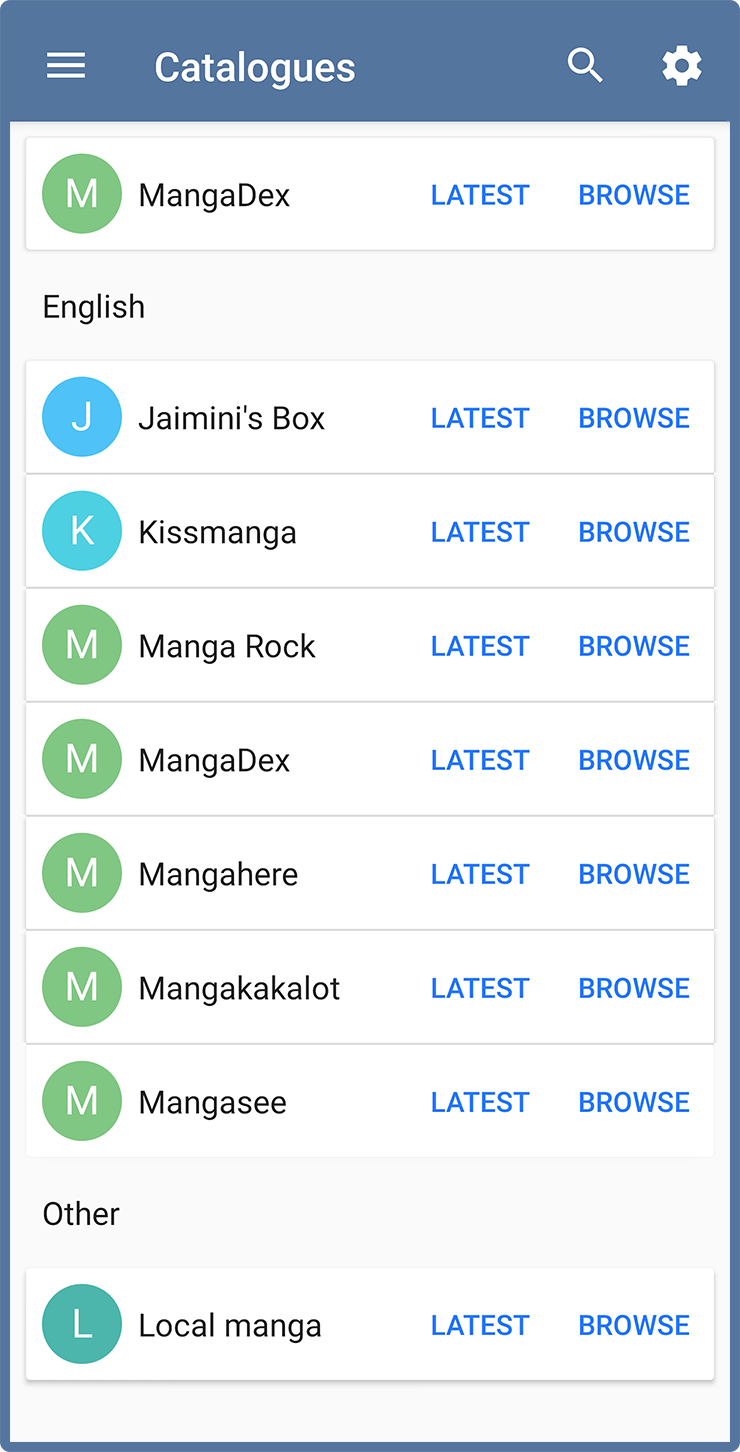 Catalogues
M MangaDex LATEST BROWSE
English
J Jaimini's Box LATEST BROWSE
K Kissmanga LATEST BROWSE
M Manga Rock LATEST BROWSE
M MangaDex LATEST BROWSE
M Mangahere LATEST BROWSE
M Mangakakalot LATEST BROWSE
M Mangasee LATEST BROWSE
Other
L Local manga LATEST BROWSE